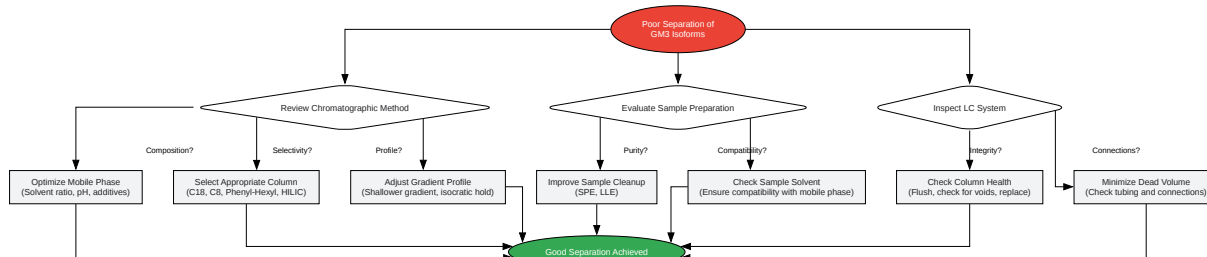 Poor Separation of
GM3 Isoforms
Review Chromatographic Method
Evaluate Sample Preparation
Inspect LC System
Composition?
Selectivity?
Profile?
Purity?
Compatibility?
Integrity?
Connections?
Optimize Mobile Phase
(Solvent ratio, pH, additives)
Select Appropriate Column
(C18, C8, Phenyl-Hexyl, HILIC)
Adjust Gradient Profile
(Shallower gradient, isocratic hold)
Improve Sample Cleanup
(SPE, LLE)
Check Sample Solvent
(Ensure compatibility with mobile phase)
Check Column Health
(Flush, check for voids, replace)
Minimize Dead Volume
(Check tubing and connections)
Good Separation Achieved